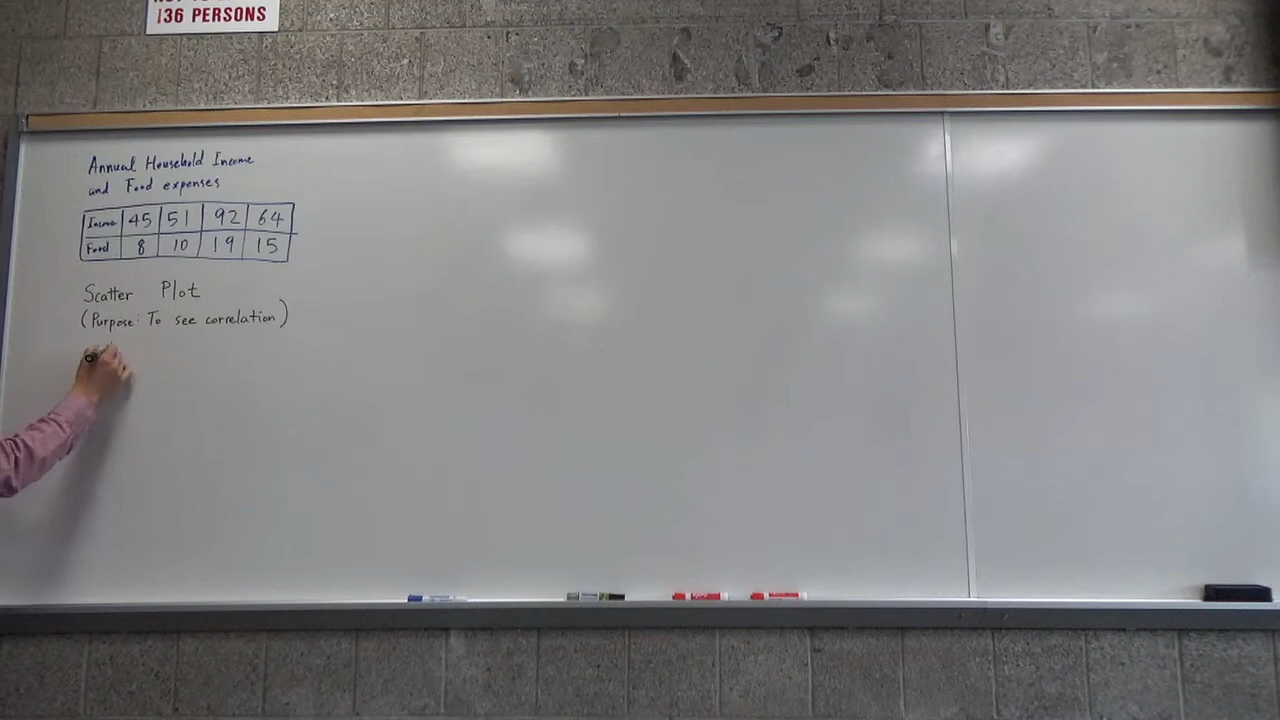 136 PERSONS
Annual Household Income
and Food expenses
Income 45 51 92 64
Food 8 10 19 15
Scatter Plot
(Purpose: To see correlation)